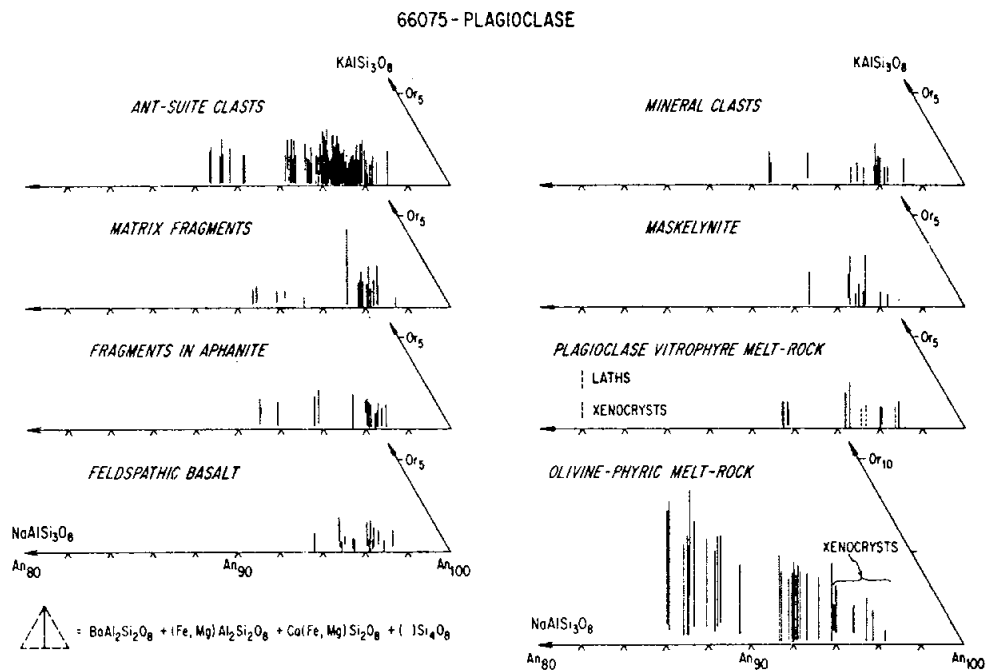 66075-PLAGIOCLASE
KAlSi₃O₈
Or₅
ANT-SUITE CLASTS
MATRIX FRAGMENTS
Or₅
FRAGMENTS IN APHANITE
Or₅
FELDSPATHIC BASALT
Or₅
NaAlSi₃O₈
An₈₀ An₉₀ An₁₀₀
= BaAl₂Si₂O₈ + (Fe, Mg) Al₂Si₂O₈ + Ca(Fe, Mg) Si₂O₈ + ( )Si₄O₈
KAlSi₃O₈
Or₅
MINERAL CLASTS
MASKELYNITE
Or₅
PLAGIOCLASE VITROPHYRE MELT-ROCK
Or₅
LATHS
XENOCRYSTS
OLIVINE-PHYRIC MELT-ROCK
Or₁₀
XENOCRYSTS
NaAlSi₃O₈
An₈₀ An₉₀ An₁₀₀